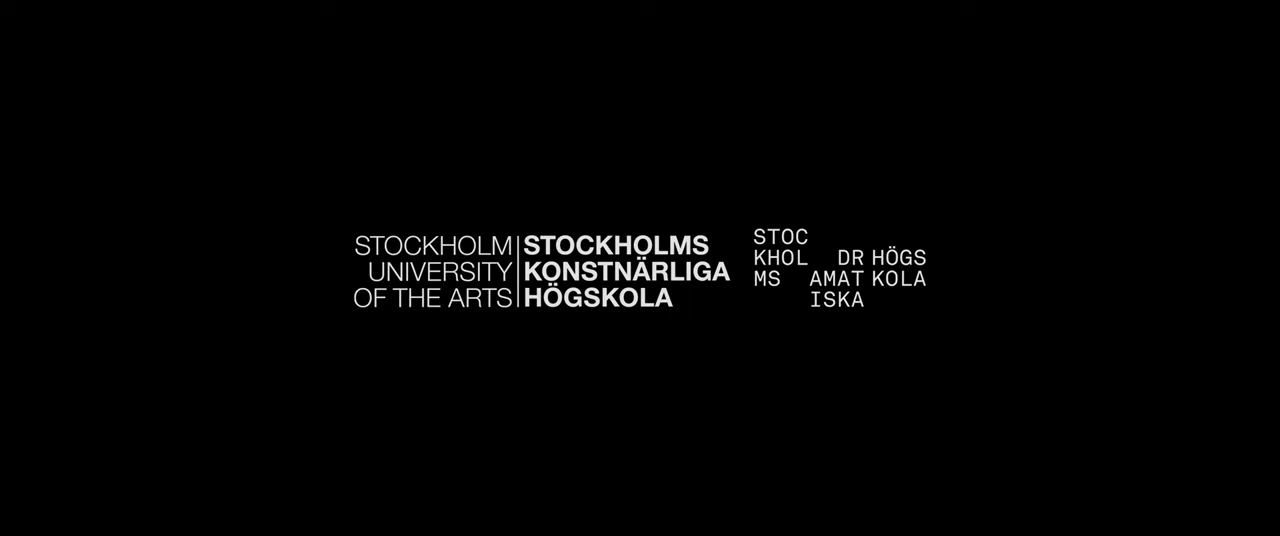 STOCKHOLM
UNIVERSITY
OF THE ARTS
STOCKHOLMS
KONSTNÄRLIGA
HÖGSKOLA
STOC
KHOL
MS
DR
AMAT
ISKA
HÖGS
KOLA